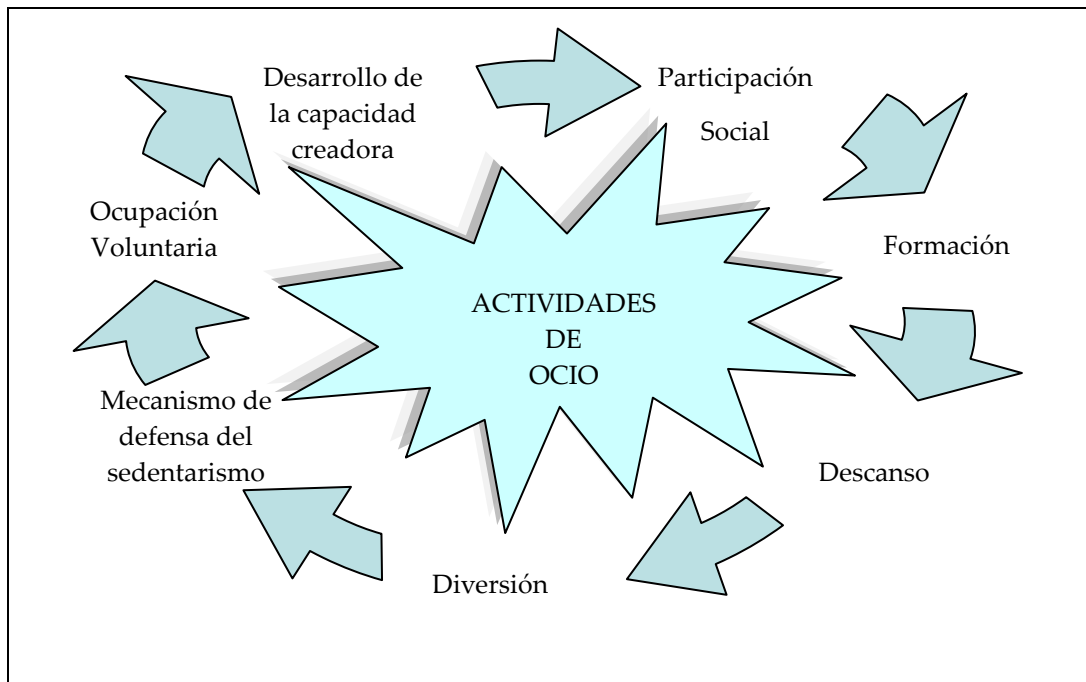 Desarrollo de
la capacidad
creadora
Participación
Social
Formación
Descanso
Diversión
Mecanismo de
defensa del
sedentarismo
Ocupación
Voluntaria
ACTIVIDADES
DE
OCIO